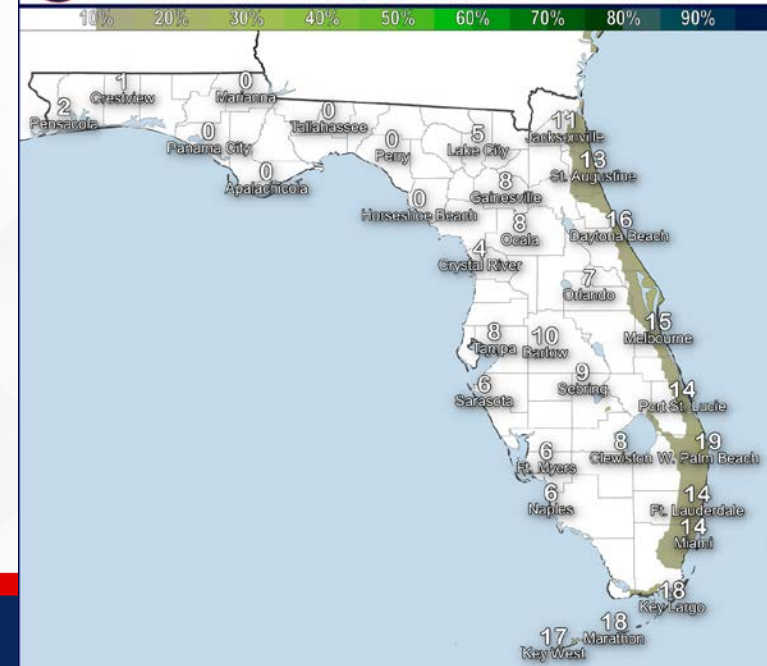 10% 20% 30% 40% 50% 60% 70% 80% 90%
1
Crestview
0
Marianna
2
Pensacola
0
Tallahassee
11
Jacksonville
0
Panama City
0
Perry
5
Lake City
13
St. Augustine
0
Apalachicola
8
Gainesville
0
Horseshoe Beach
8
Ocala
16
Daytona Beach
4
Crystal River
7
Orlando
15
Melbourne
8
Tampa
10
Bartow
9
Sebring
6
Sarasota
14
Port St. Lucie
8
Clewiston
19
W. Palm Beach
6
Ft. Myers
6
Naples
14
Ft. Lauderdale
14
Miami
18
Key Largo
18
Marathon
17
Key West